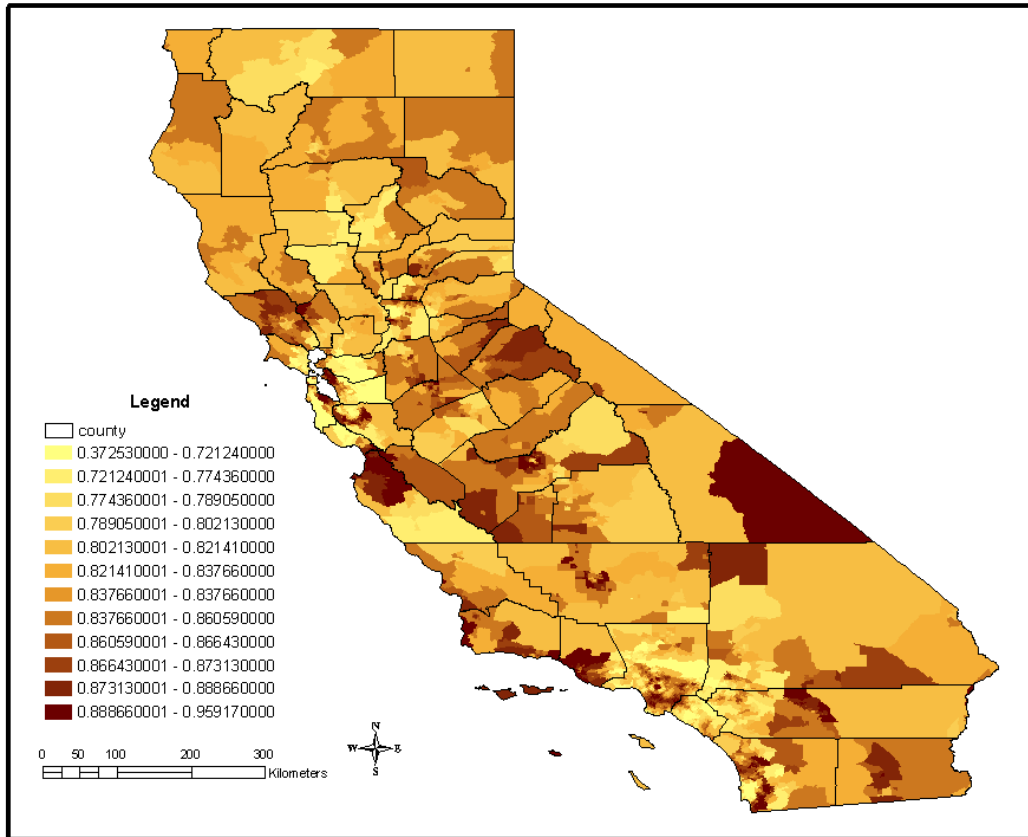 Legend
county
0.372530000 - 0.721240000
0.721240001 - 0.774360000
0.774360001 - 0.789050000
0.789050001 - 0.802130000
0.802130001 - 0.821410000
0.821410001 - 0.837660000
0.837660001 - 0.837660000
0.837660001 - 0.860590000
0.860590001 - 0.866430000
0.866430001 - 0.873130000
0.873130001 - 0.888660000
0.888660001 - 0.959170000
N
W E
S
0 50 100 200 300
Kilometers